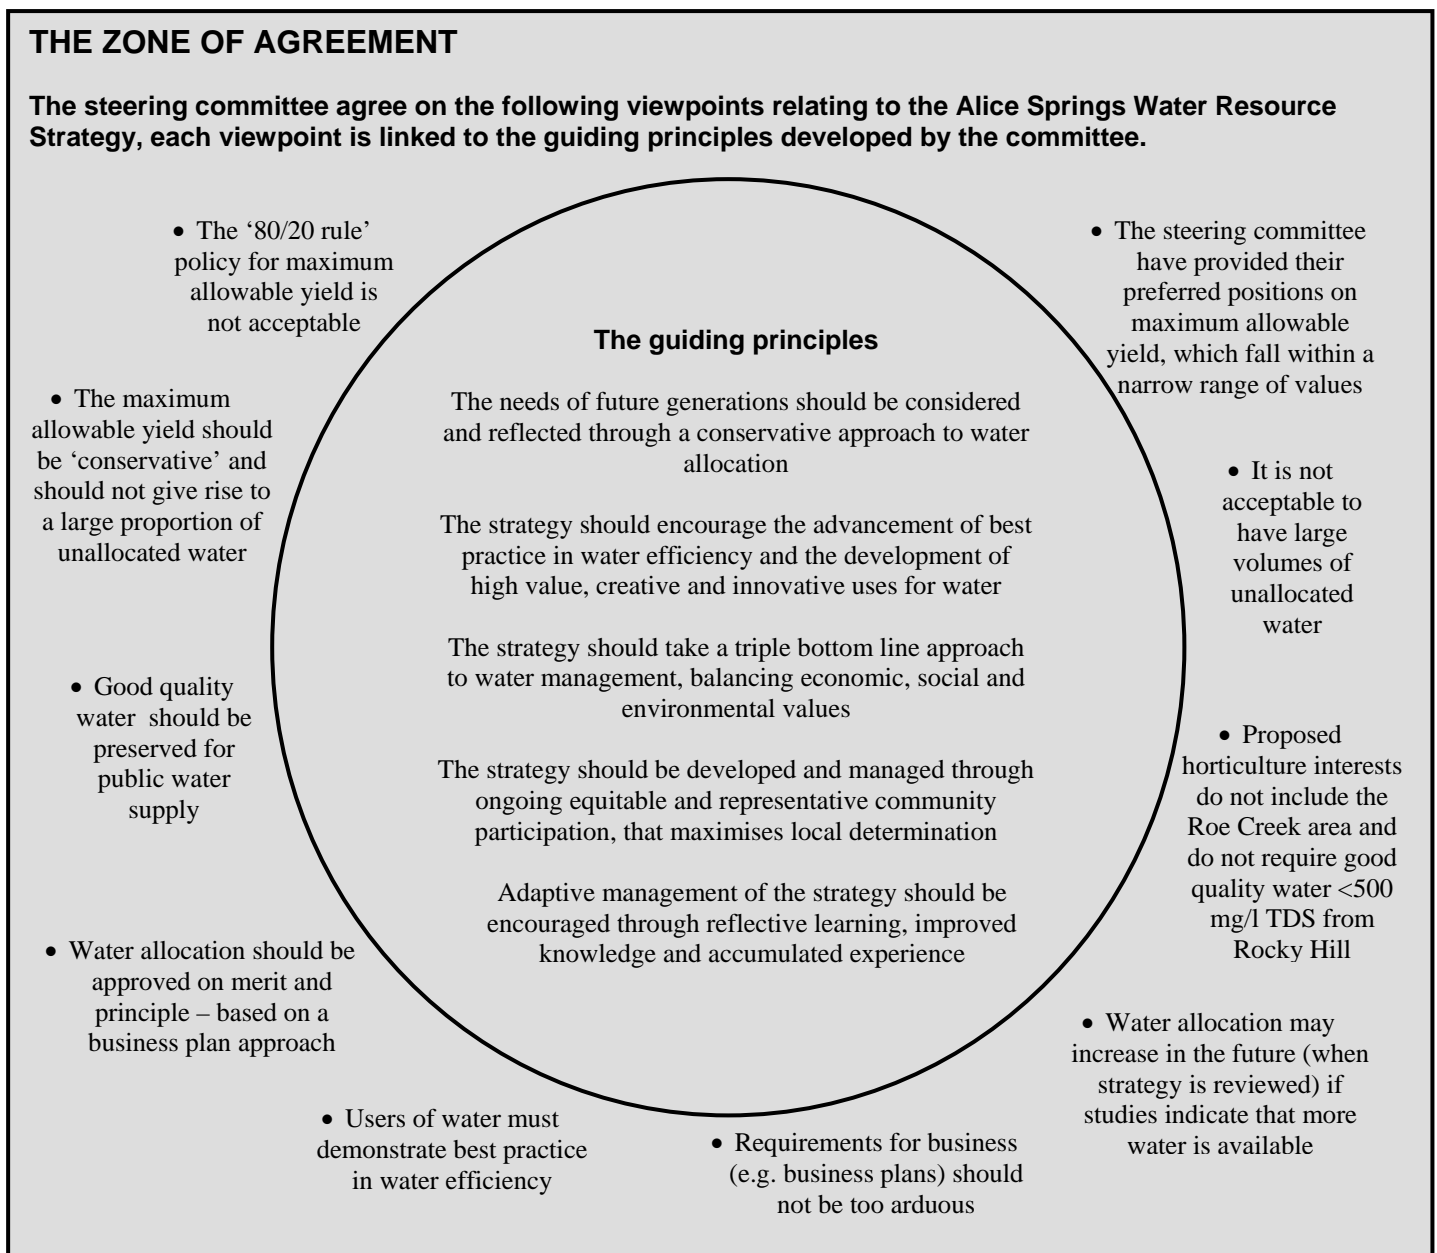 THE ZONE OF AGREEMENT
The steering committee agree on the following viewpoints relating to the Alice Springs Water Resource
Strategy, each viewpoint is linked to the guiding principles developed by the committee.
• The ‘80/20 rule’
policy for maximum
allowable yield is
not acceptable
• The maximum
allowable yield should
be ‘conservative’ and
should not give rise to
a large proportion of
unallocated water
• Good quality
water should be
preserved for
public water
supply
• Water allocation should be
approved on merit and
principle – based on a
business plan approach
• Users of water must
demonstrate best practice
in water efficiency
The guiding principles
The needs of future generations should be considered
and reflected through a conservative approach to water
allocation
The strategy should encourage the advancement of best
practice in water efficiency and the development of
high value, creative and innovative uses for water
The strategy should take a triple bottom line approach
to water management, balancing economic, social and
environmental values
The strategy should be developed and managed through
ongoing equitable and representative community
participation, that maximises local determination
Adaptive management of the strategy should be
encouraged through reflective learning, improved
knowledge and accumulated experience
• The steering committee
have provided their
preferred positions on
maximum allowable
yield, which fall within a
narrow range of values
• It is not
acceptable to
have large
volumes of
unallocated
water
• Proposed
horticulture interests
do not include the
Roe Creek area and
do not require good
quality water <500
mg/l TDS from
Rocky Hill
• Water allocation may
increase in the future (when
strategy is reviewed) if
studies indicate that more
water is available
• Requirements for business
(e.g. business plans) should
not be too arduous